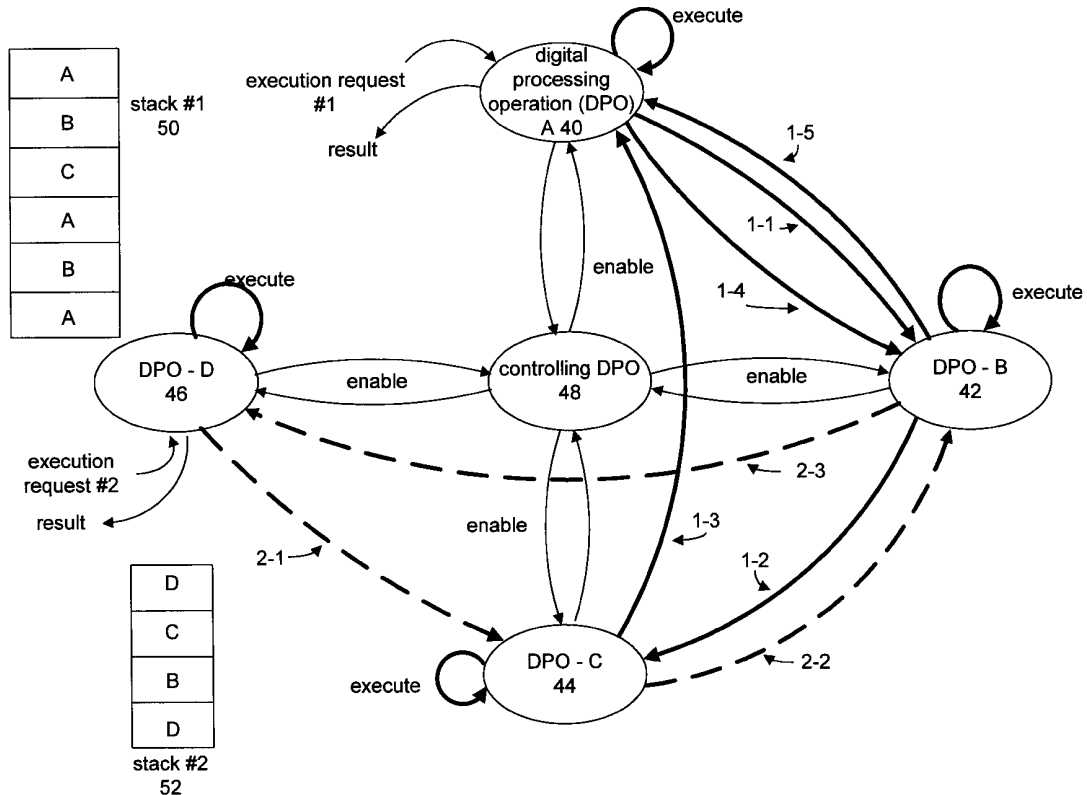 execute
digital
processing
operation (DPO)
A 40
execution request
#1
result
A
B
C
A
B
A
stack #1
50
1-5
1-1
1-4
enable
execute
execute
DPO - D
46
enable
controlling DPO
48
enable
DPO - B
42
execution
request #2
result
2-3
enable
1-3
2-1
1-2
D
C
B
D
stack #2
52
execute
DPO - C
44
2-2